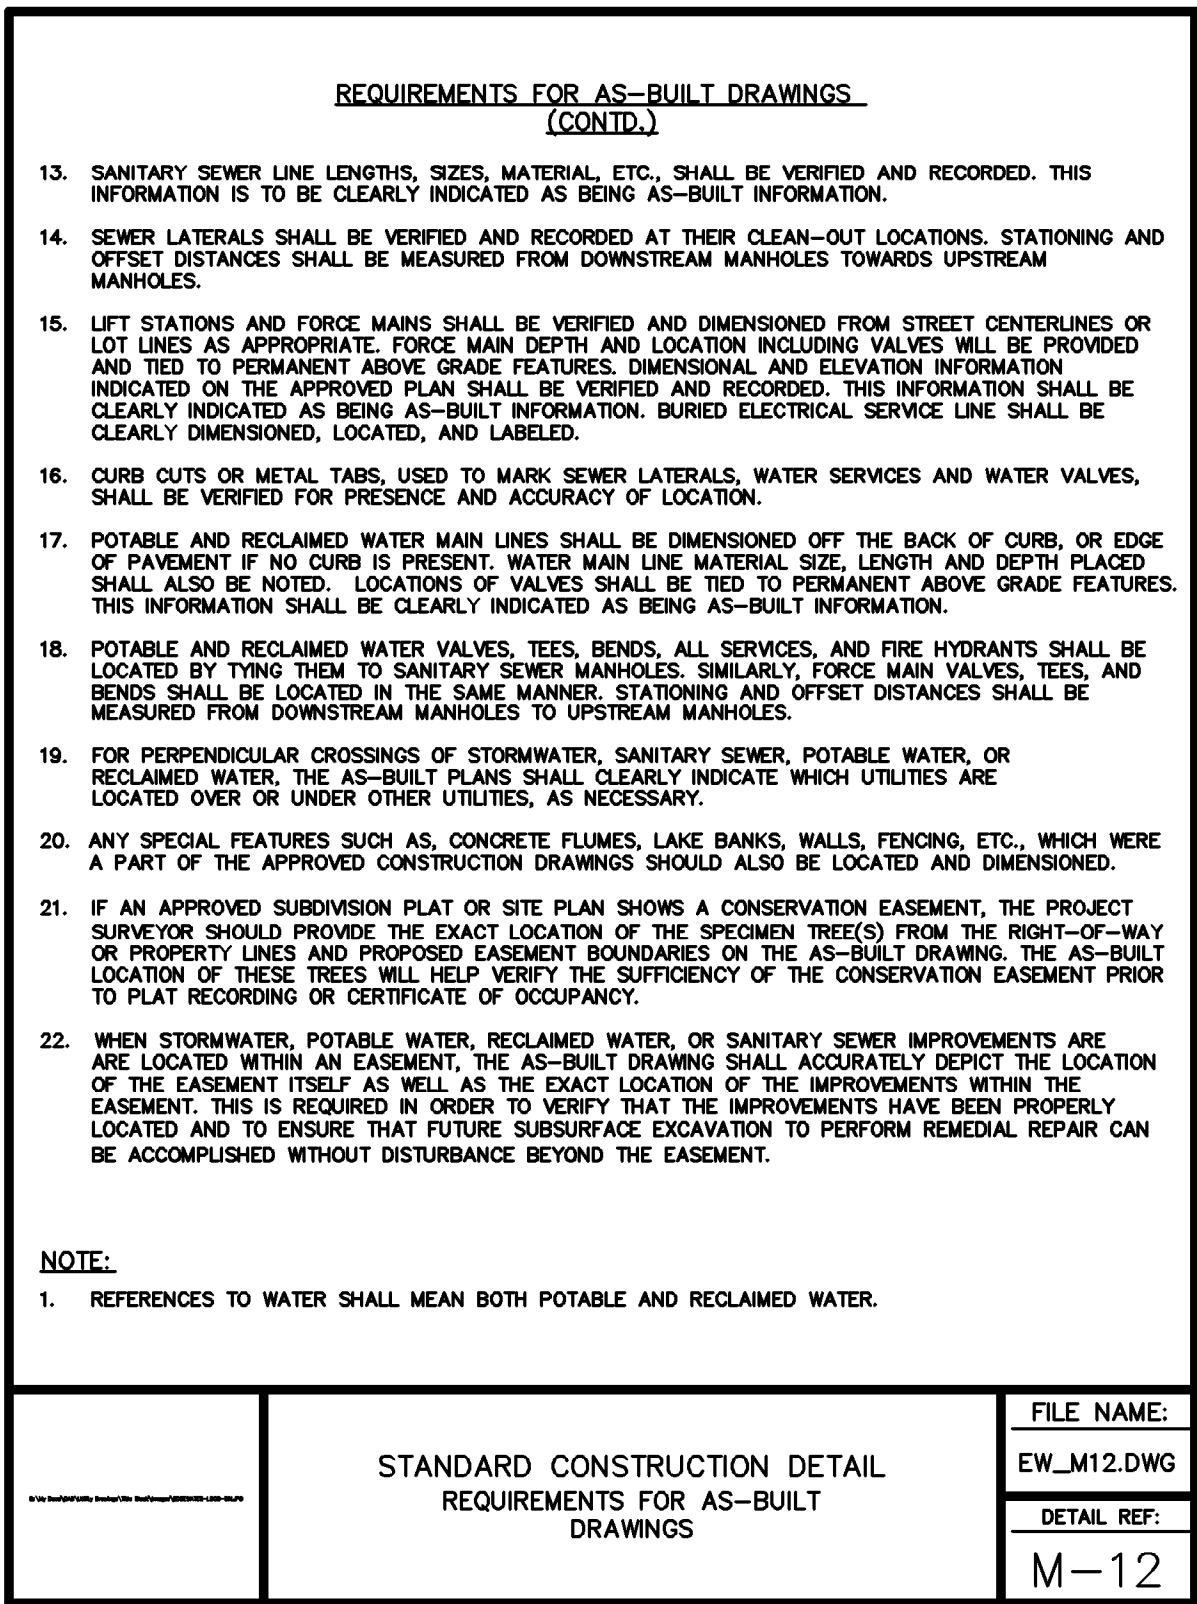 REQUIREMENTS FOR AS-BUILT DRAWINGS
(CONTD.)
13. SANITARY SEWER LINE LENGTHS, SIZES, MATERIAL, ETC., SHALL BE VERIFIED AND RECORDED. THIS
INFORMATION IS TO BE CLEARLY INDICATED AS BEING AS-BUILT INFORMATION.
14. SEWER LATERALS SHALL BE VERIFIED AND RECORDED AT THEIR CLEAN-OUT LOCATIONS. STATIONING AND
OFFSET DISTANCES SHALL BE MEASURED FROM DOWNSTREAM MANHOLES TOWARDS UPSTREAM
MANHOLES.
15. LIFT STATIONS AND FORCE MAINS SHALL BE VERIFIED AND DIMENSIONED FROM STREET CENTERLINES OR
LOT LINES AS APPROPRIATE. FORCE MAIN DEPTH AND LOCATION INCLUDING VALVES WILL BE PROVIDED
AND TIED TO PERMANENT ABOVE GRADE FEATURES. DIMENSIONAL AND ELEVATION INFORMATION
INDICATED ON THE APPROVED PLAN SHALL BE VERIFIED AND RECORDED. THIS INFORMATION SHALL BE
CLEARLY INDICATED AS BEING AS-BUILT INFORMATION. BURIED ELECTRICAL SERVICE LINE SHALL BE
CLEARLY DIMENSIONED, LOCATED, AND LABELED.
16. CURB CUTS OR METAL TABS, USED TO MARK SEWER LATERALS, WATER SERVICES AND WATER VALVES,
SHALL BE VERIFIED FOR PRESENCE AND ACCURACY OF LOCATION.
17. POTABLE AND RECLAIMED WATER MAIN LINES SHALL BE DIMENSIONED OFF THE BACK OF CURB, OR EDGE
OF PAVEMENT IF NO CURB IS PRESENT. WATER MAIN LINE MATERIAL SIZE, LENGTH AND DEPTH PLACED
SHALL ALSO BE NOTED. LOCATIONS OF VALVES SHALL BE TIED TO PERMANENT ABOVE GRADE FEATURES.
THIS INFORMATION SHALL BE CLEARLY INDICATED AS BEING AS-BUILT INFORMATION.
18. POTABLE AND RECLAIMED WATER VALVES, TEES, BENDS, ALL SERVICES, AND FIRE HYDRANTS SHALL BE
LOCATED BY TYING THEM TO SANITARY SEWER MANHOLES. SIMILARLY, FORCE MAIN VALVES, TEES, AND
BENDS SHALL BE LOCATED IN THE SAME MANNER. STATIONING AND OFFSET DISTANCES SHALL BE
MEASURED FROM DOWNSTREAM MANHOLES TO UPSTREAM MANHOLES.
19. FOR PERPENDICULAR CROSSINGS OF STORMWATER, SANITARY SEWER, POTABLE WATER, OR
RECLAIMED WATER, THE AS-BUILT PLANS SHALL CLEARLY INDICATE WHICH UTILITIES ARE
LOCATED OVER OR UNDER OTHER UTILITIES, AS NECESSARY.
20. ANY SPECIAL FEATURES SUCH AS, CONCRETE FLUMES, LAKE BANKS, WALLS, FENCING, ETC., WHICH WERE
A PART OF THE APPROVED CONSTRUCTION DRAWINGS SHOULD ALSO BE LOCATED AND DIMENSIONED.
21. IF AN APPROVED SUBDIVISION PLAT OR SITE PLAN SHOWS A CONSERVATION EASEMENT, THE PROJECT
SURVEYOR SHOULD PROVIDE THE EXACT LOCATION OF THE SPECIMEN TREE(S) FROM THE RIGHT-OF-WAY
OR PROPERTY LINES AND PROPOSED EASEMENT BOUNDARIES ON THE AS-BUILT DRAWING. THE AS-BUILT
LOCATION OF THESE TREES WILL HELP VERIFY THE SUFFICIENCY OF THE CONSERVATION EASEMENT PRIOR
TO PLAT RECORDING OR CERTIFICATE OF OCCUPANCY.
22. WHEN STORMWATER, POTABLE WATER, RECLAIMED WATER, OR SANITARY SEWER IMPROVEMENTS ARE
ARE LOCATED WITHIN AN EASEMENT, THE AS-BUILT DRAWING SHALL ACCURATELY DEPICT THE LOCATION
OF THE EASEMENT ITSELF AS WELL AS THE EXACT LOCATION OF THE IMPROVEMENTS WITHIN THE
EASEMENT. THIS IS REQUIRED IN ORDER TO VERIFY THAT THE IMPROVEMENTS HAVE BEEN PROPERLY
LOCATED AND TO ENSURE THAT FUTURE SUBSURFACE EXCAVATION TO PERFORM REMEDIAL REPAIR CAN
BE ACCOMPLISHED WITHOUT DISTURBANCE BEYOND THE EASEMENT.
NOTE:
1. REFERENCES TO WATER SHALL MEAN BOTH POTABLE AND RECLAIMED WATER.
STANDARD CONSTRUCTION DETAIL
REQUIREMENTS FOR AS-BUILT
DRAWINGS
FILE NAME:
EW_M12.DWG
DETAIL REF:
M-12